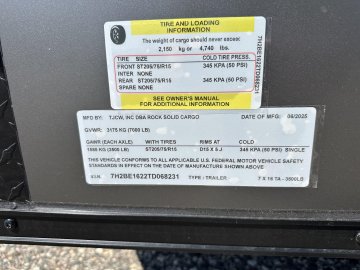 TIRE AND LOADING
INFORMATION
The weight of cargo should never exceed
2,150 kg or 4,740 lbs.
TIRE SIZE COLD TIRE PRESS.
FRONT ST205/75/R15 345 KPA (50 PSI)
INTER NONE
REAR ST205/75/R15 345 KPA (50 PSI)
SPARE NONE
SEE OWNER'S MANUAL
FOR ADDITIONAL INFORMATION
7H2BE1622TD068231
MFG BY: TJCW, INC DBA ROCK SOLID CARGO DATE OF MFG: 06/2025
GVWR: 3175 KG (7000 LB)
GAWR (EACH AXLE) WITH TIRES RIMS AT COLD
1588 KG (3500 LB) ST205/75/R15 D15 X 5 J 345 KPA (50 PSI) SINGLE
THIS VEHICLE CONFORMS TO ALL APPLICABLE U.S. FEDERAL MOTOR VEHICLE SAFETY
STANDARDS IN EFFECT ON THE DATE OF MANUFACTURE SHOWN ABOVE
V.I.N. 7H2BE1622TD068231 TYPE : TRAILER: 7 X 16 TA -3500LB